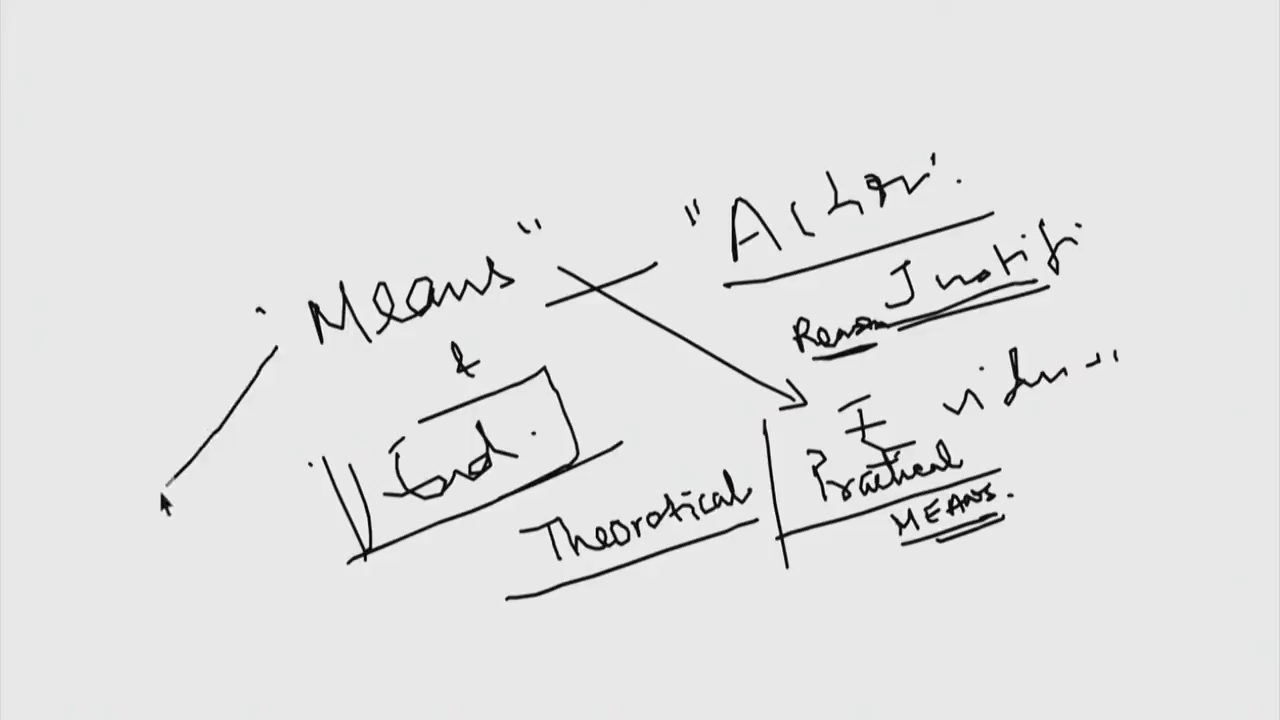 "Action".
"Means"
Justifi
Reason
&
End.
Practical
Theoretical
MEANS.